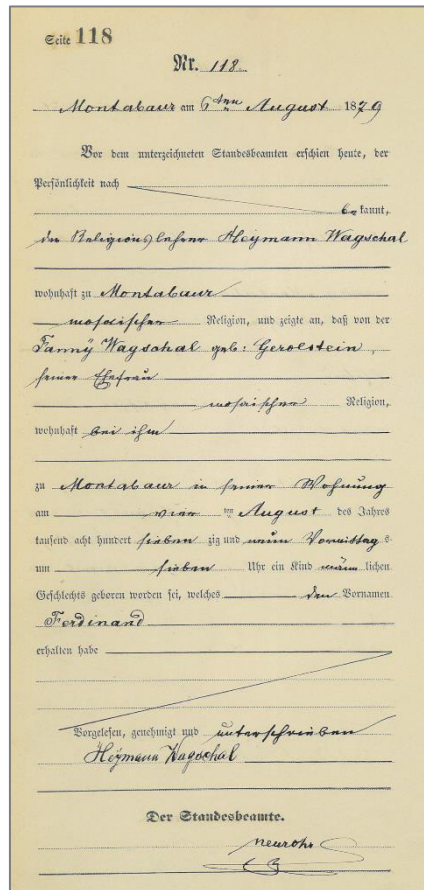 Seite 118
Nr. 118.
Montabaur am 6ten August 1879
Vor dem unterzeichneten Standesbeamten erschien heute, der
Persönlichkeit nach
bekannt,
der Religionslehrer Heymann Wagschal
wohnhaft zu Montabaur
mosaischer Religion, und zeigte an, daß von der
Fannÿ Wagschal geb: Gerolstein,
seiner Ehefrau
mosaischer Religion,
wohnhaft bei ihm
zu Montabaur in seiner Wohnung
am vier ten August des Jahres
tausend acht hundert sieben zig und neun Vormittags
um sieben Uhr ein Kind männlichen
Geschlechts geboren worden sei, welches den Vornamen
Ferdinand
erhalten habe
Vorgelesen, genehmigt und unterschrieben
Heÿmann Wagschal
Der Standesbeamte.
Neuroth